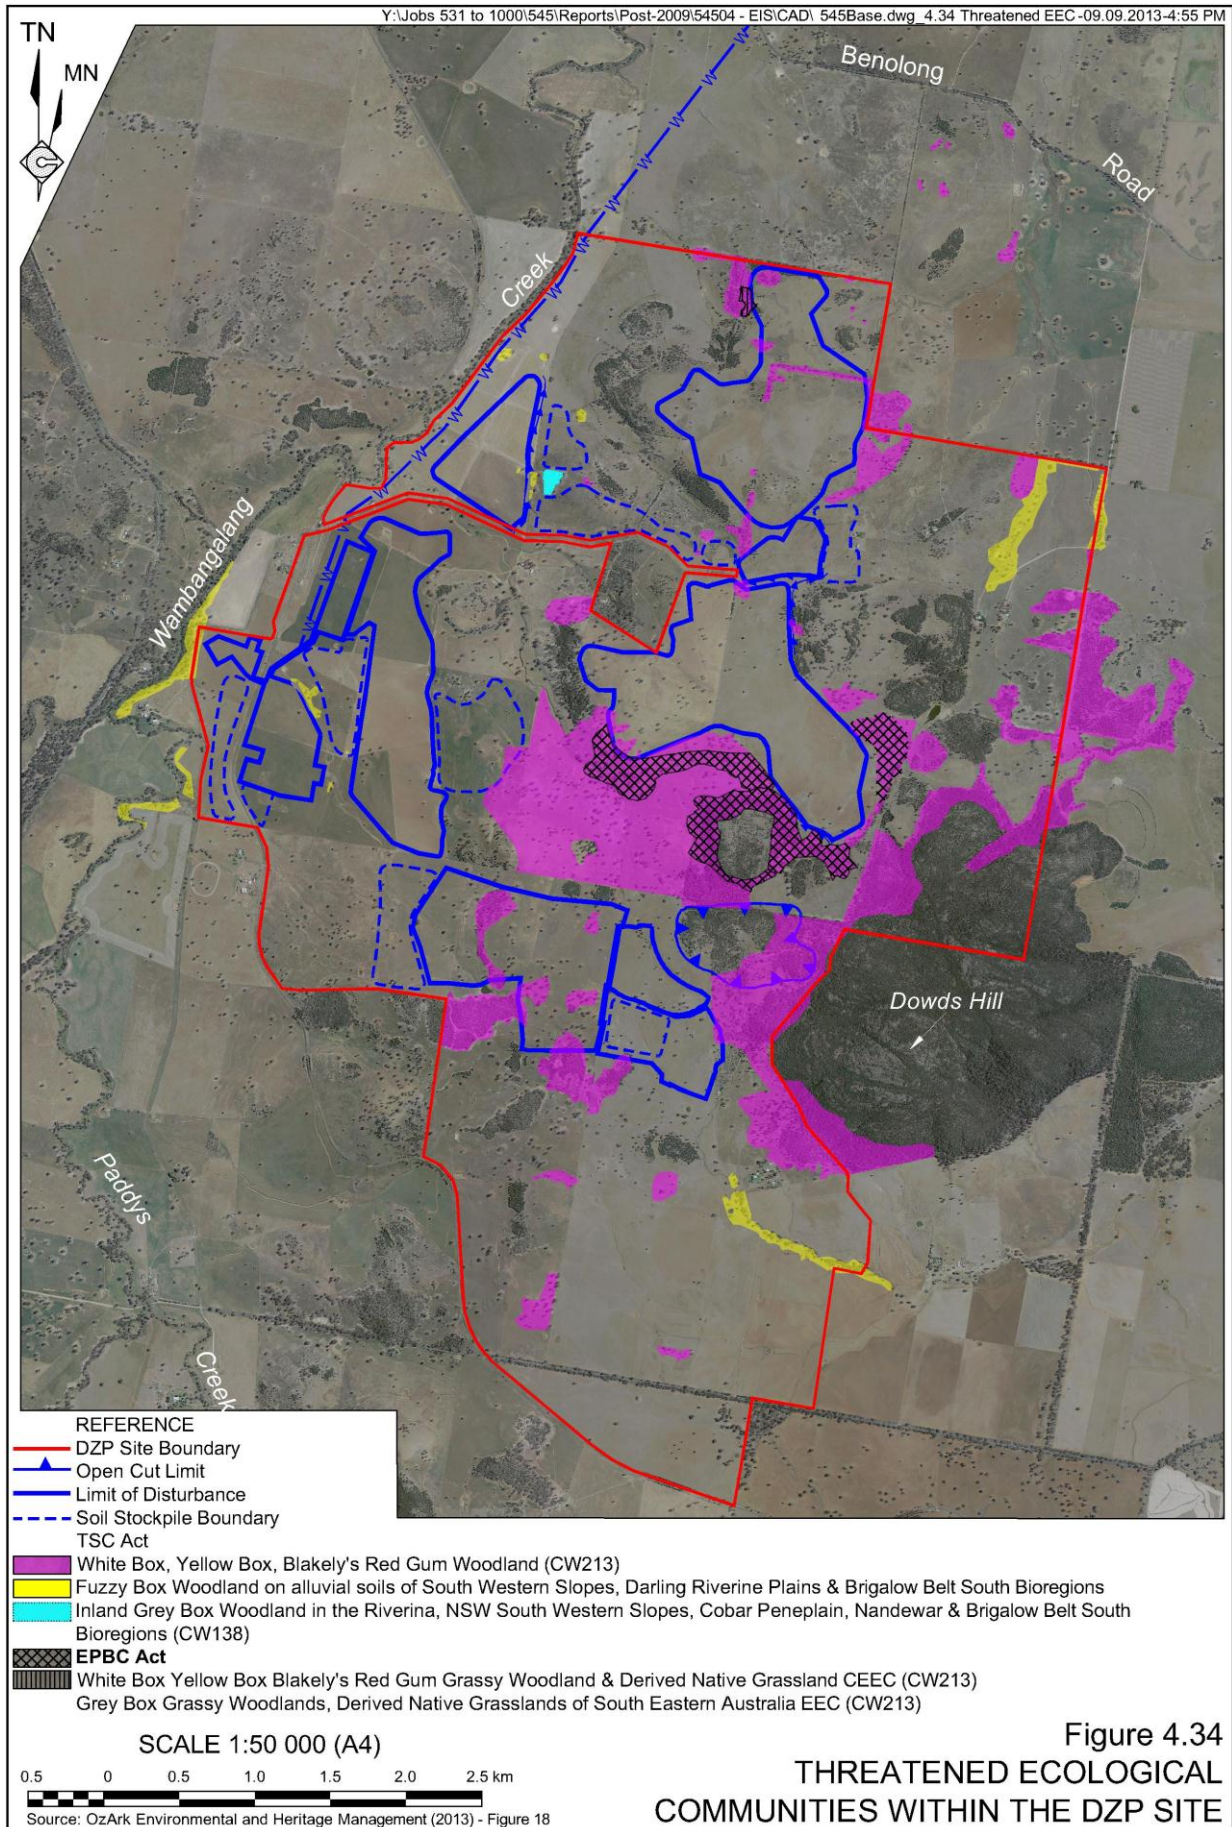 Y:\Jobs 531 to 1000\545\Reports\Post-2009\54504 - EIS\CAD\ 545Base.dwg_4.34 Threatened EEC-09.09.2013-4:55 PM
TN
MN
Benolong
Road
W
W
W
W
W
Creek
W
W
W
W
W
W
W
W
W
Wambangalang
Dowds Hill
Paddys
Creek
REFERENCE
DZP Site Boundary
Open Cut Limit
Limit of Disturbance
Soil Stockpile Boundary
TSC Act
White Box, Yellow Box, Blakely's Red Gum Woodland (CW213)
Fuzzy Box Woodland on alluvial soils of South Western Slopes, Darling Riverine Plains & Brigalow Belt South Bioregions
Inland Grey Box Woodland in the Riverina, NSW South Western Slopes, Cobar Peneplain, Nandewar & Brigalow Belt South
Bioregions (CW138)
EPBC Act
White Box Yellow Box Blakely's Red Gum Grassy Woodland & Derived Native Grassland CEEC (CW213)
Grey Box Grassy Woodlands, Derived Native Grasslands of South Eastern Australia EEC (CW213)
SCALE 1:50 000 (A4)
0.5 0 0.5 1.0 1.5 2.0 2.5 km
Source: OzArk Environmental and Heritage Management (2013) - Figure 18
Figure 4.34
THREATENED ECOLOGICAL
COMMUNITIES WITHIN THE DZP SITE